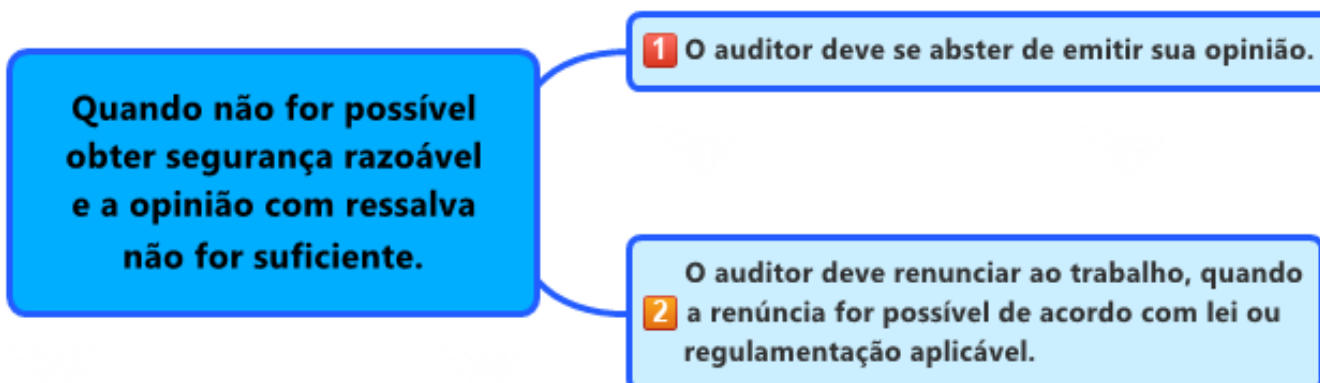 Quando não for possível
obter segurança razoável
e a opinião com ressalva
não for suficiente.
1 O auditor deve se abster de emitir sua opinião.
O auditor deve renunciar ao trabalho, quando
2 a renúncia for possível de acordo com lei ou
regulamentação aplicável.